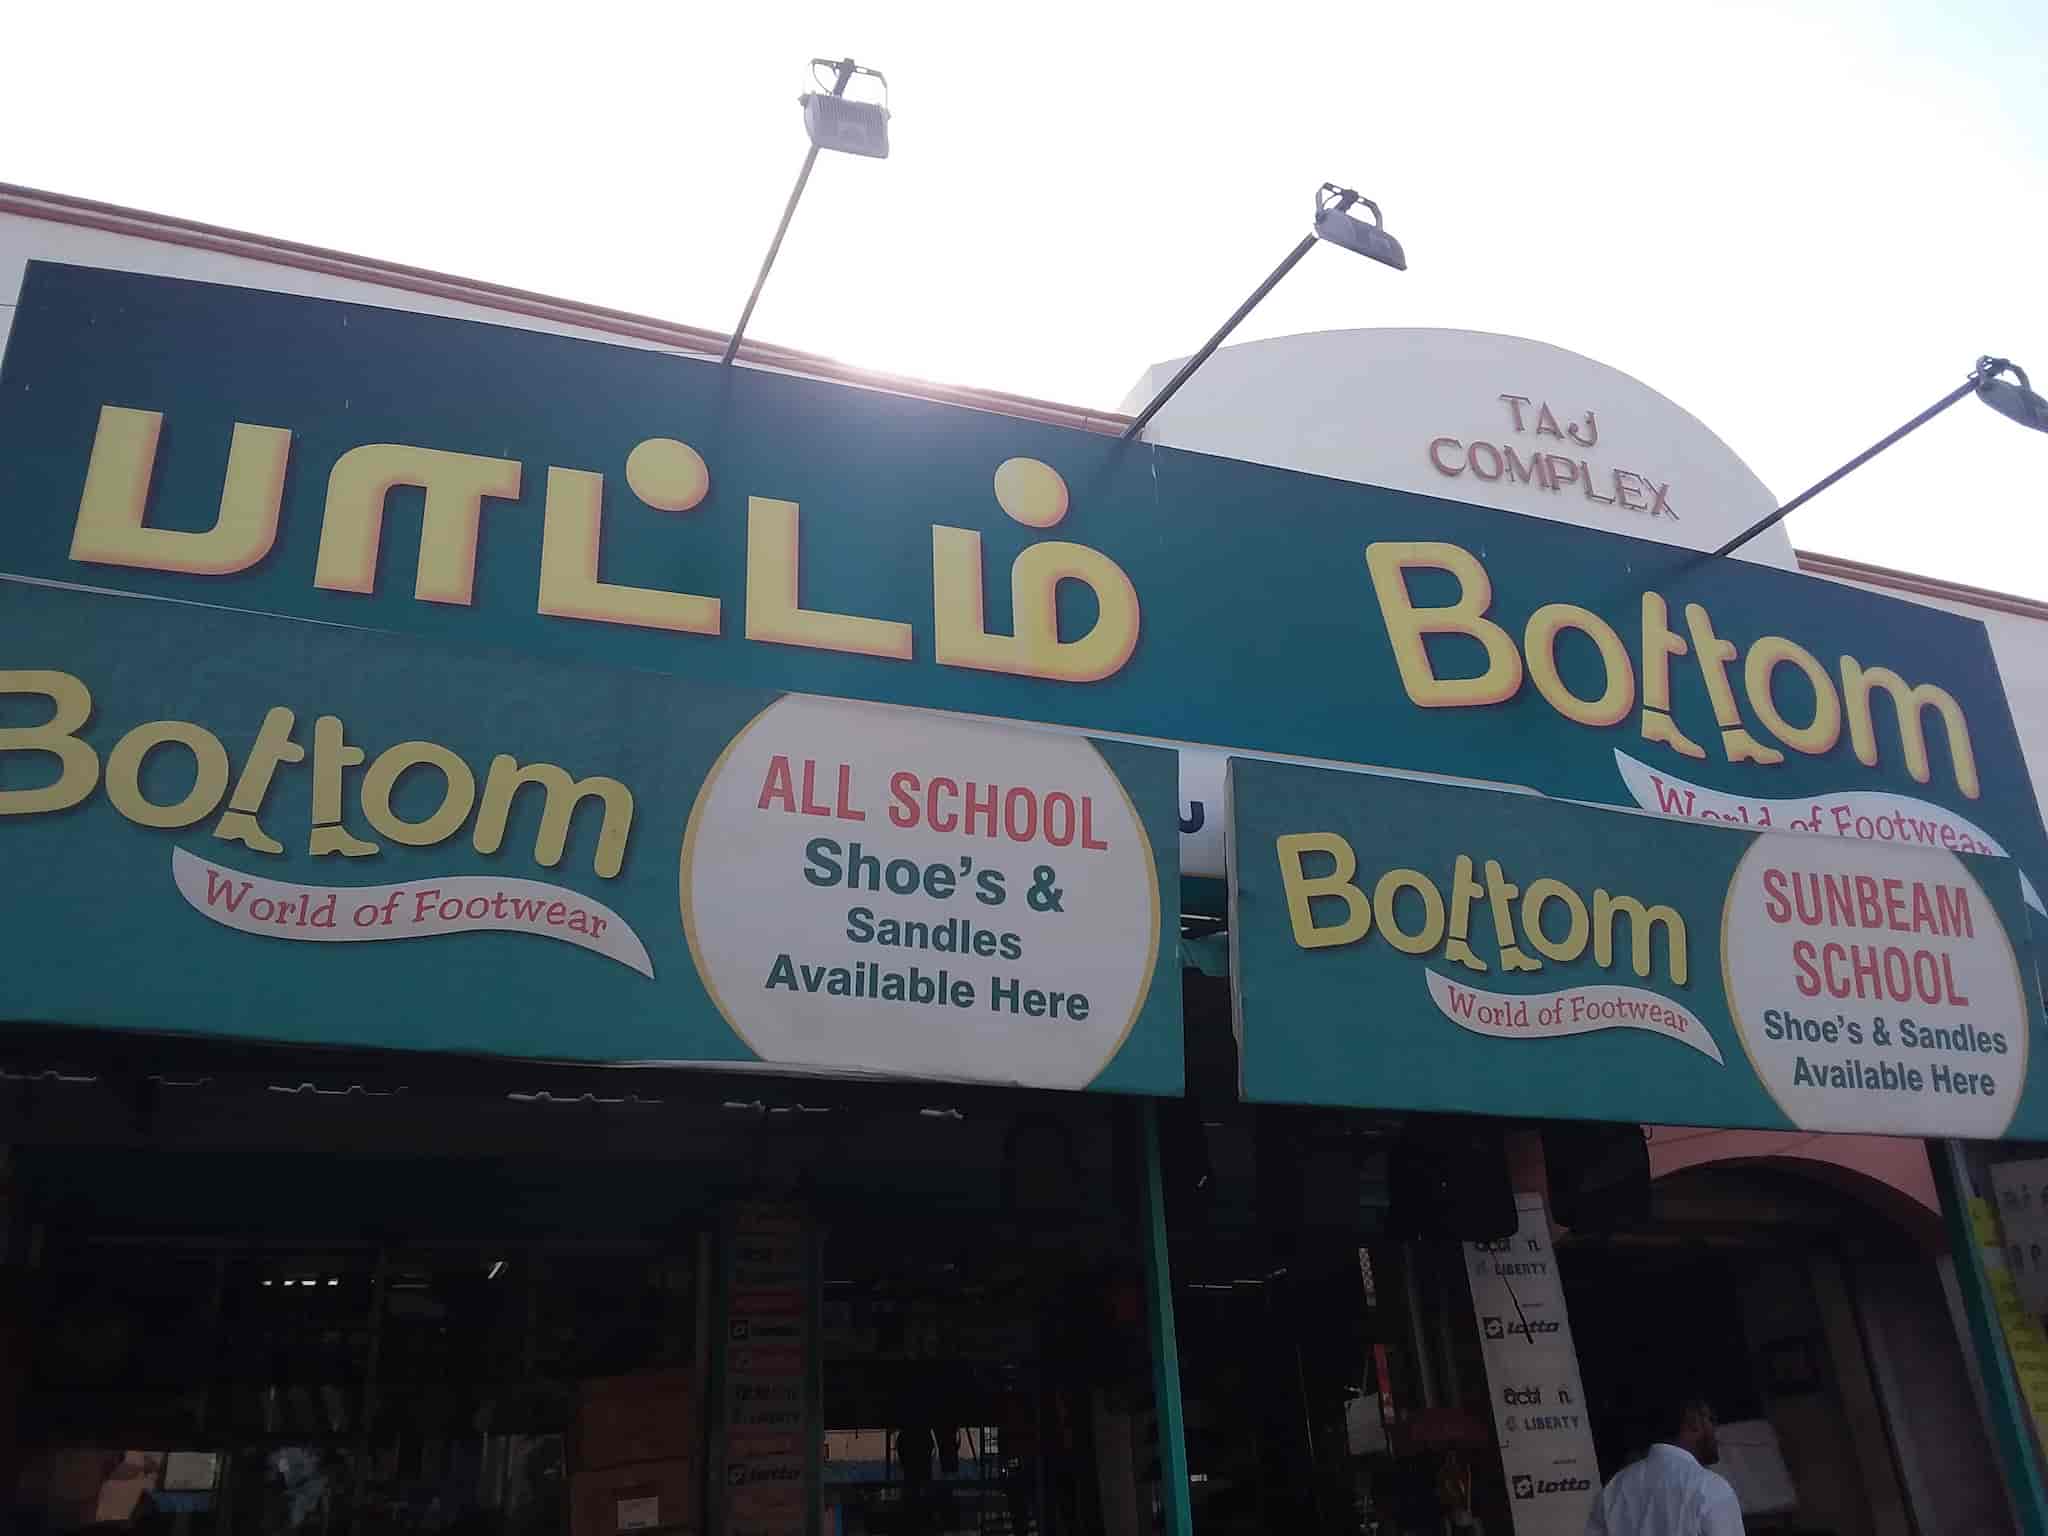 TAJ
COMPLEX
பாட்டம்
Bottom
World of Footwear
Bottom
World of Footwear
ALL SCHOOL
Shoe's &
Sandles
Available Here
Bottom
World of Footwear
SUNBEAM
SCHOOL
Shoe's & Sandles
Available Here
LIBERTY
lotto
LIBERTY
lotto
LIBERTY
lotto